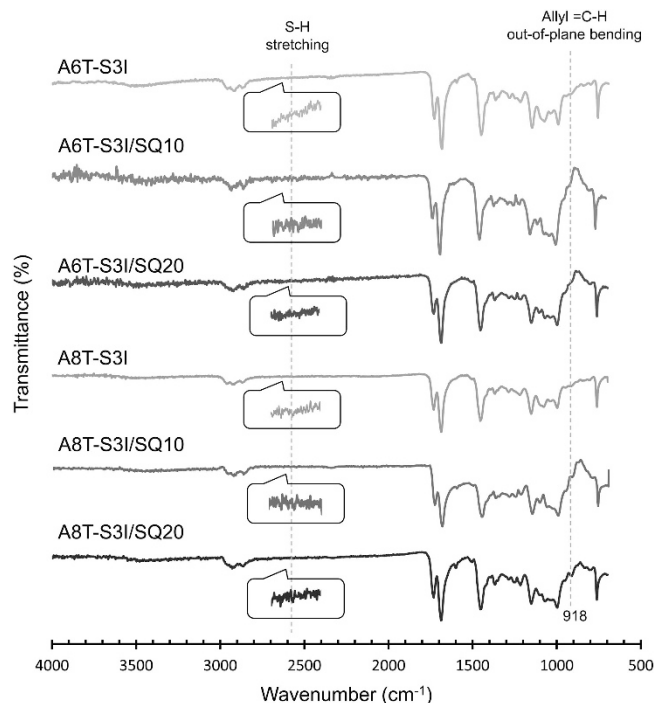 S-H
stretching
Allyl =C-H
out-of-plane bending
A6T-S3I
A6T-S3I/SQ10
A6T-S3I/SQ20
A8T-S3I
A8T-S3I/SQ10
A8T-S3I/SQ20
918
Transmittance (%)
4000 3500 3000 2500 2000 1500 1000 500
Wavenumber (cm⁻¹)